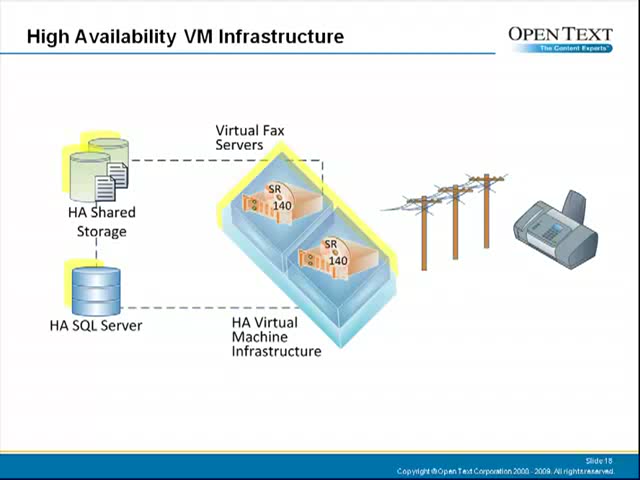 High Availability VM Infrastructure
OPEN TEXT
The Content Experts™
Virtual Fax
Servers
SR
140
SR
140
HA Shared
Storage
HA SQL Server
HA Virtual
Machine
Infrastructure
Slide 18
Copyright © Open Text Corporation 2000 - 2009. All rights reserved.